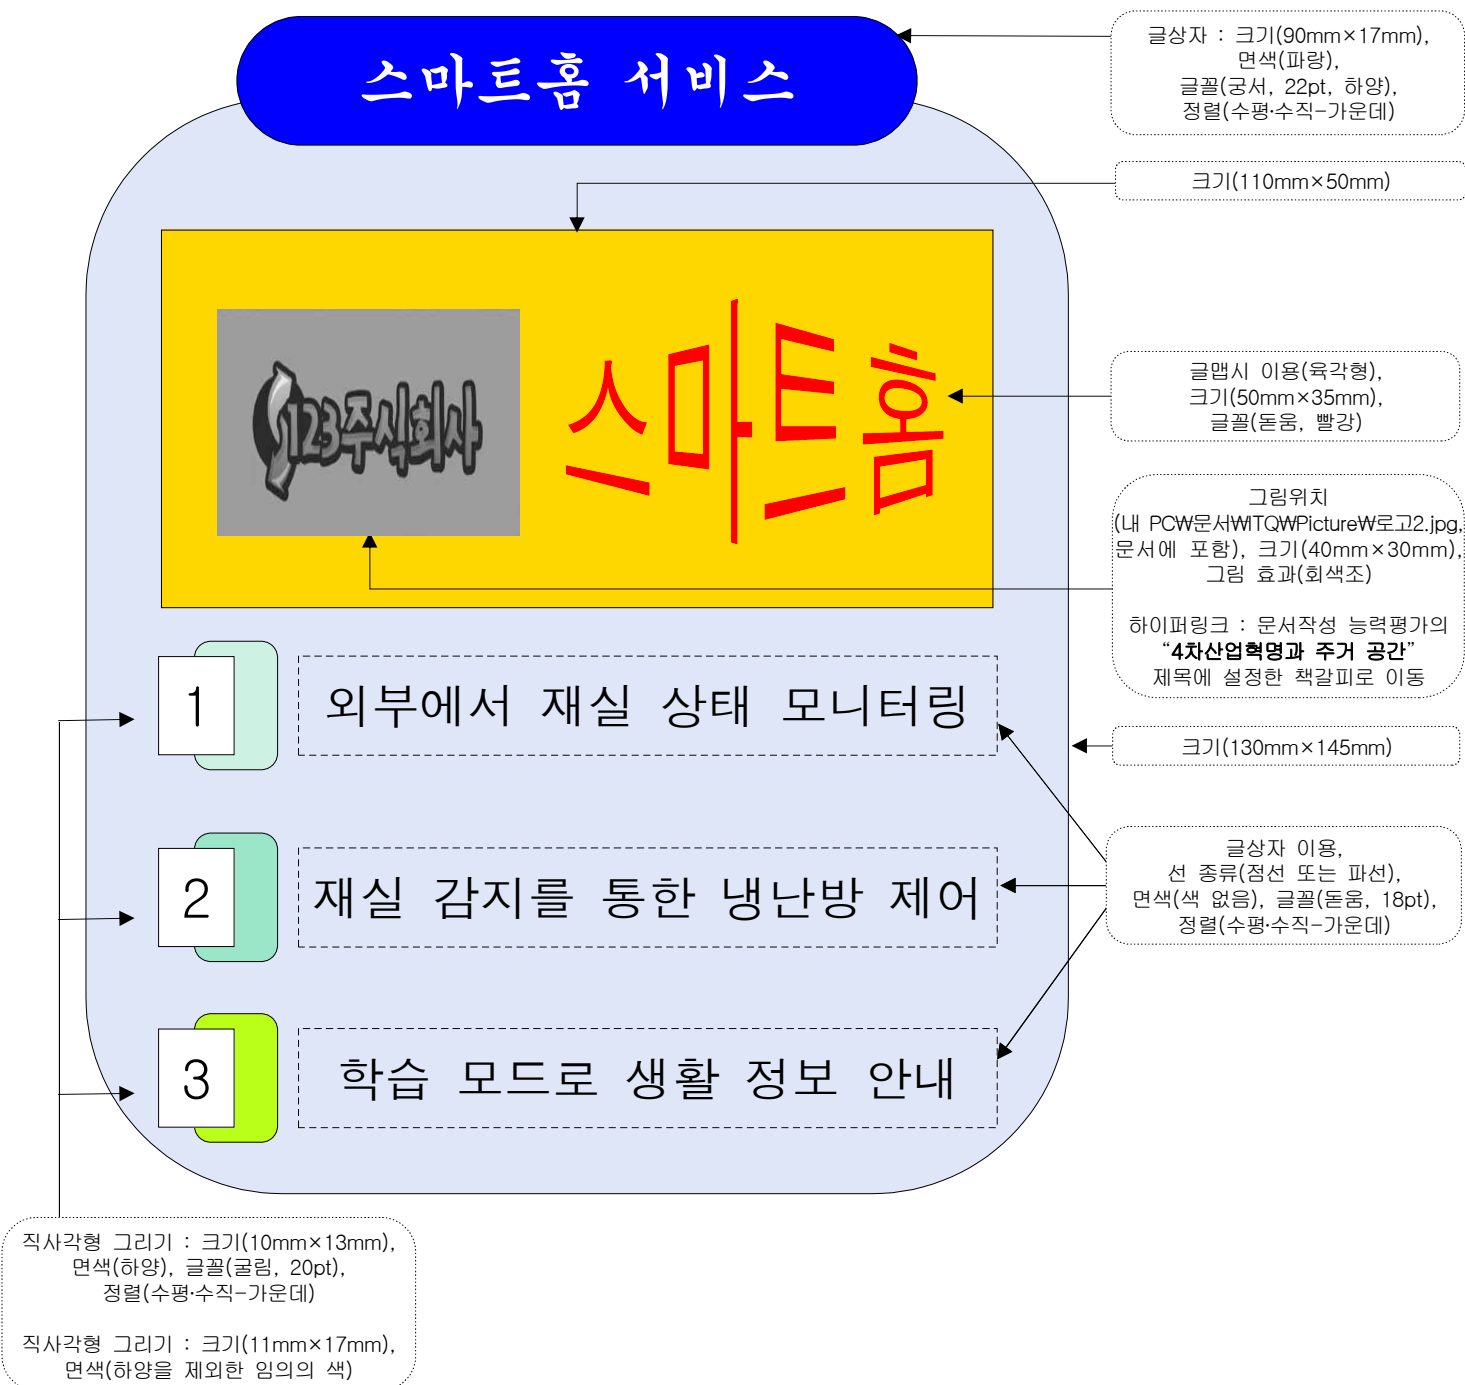 스마트홈 서비스
글상자 : 크기(90mm×17mm),
면색(파랑),
글꼴(궁서, 22pt, 하양),
정렬(수평·수직-가운데)
크기(110mm×50mm)
123주식회사
스마트홈
글맵시 이용(육각형),
크기(50mm×35mm),
글꼴(돋움, 빨강)
그림위치
(내 PC₩문서₩ITQ₩Picture₩로고2.jpg,
문서에 포함), 크기(40mm×30mm),
그림 효과(회색조)
하이퍼링크 : 문서작성 능력평가의
“4차산업혁명과 주거 공간”
제목에 설정한 책갈피로 이동
1
외부에서 재실 상태 모니터링
크기(130mm×145mm)
2
재실 감지를 통한 냉난방 제어
글상자 이용,
선 종류(점선 또는 파선),
면색(색 없음), 글꼴(돋움, 18pt),
정렬(수평·수직-가운데)
3
학습 모드로 생활 정보 안내
직사각형 그리기 : 크기(10mm×13mm),
면색(하양), 글꼴(굴림, 20pt),
정렬(수평·수직-가운데)
직사각형 그리기 : 크기(11mm×17mm),
면색(하양을 제외한 임의의 색)